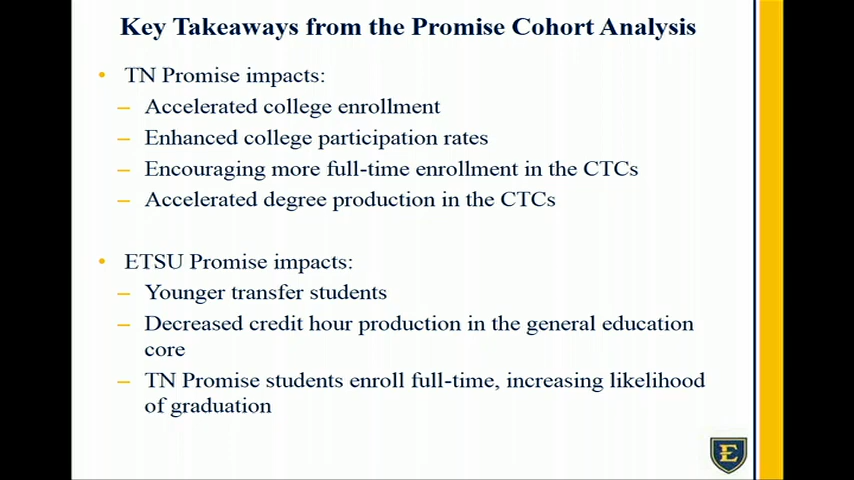 Key Takeaways from the Promise Cohort Analysis
• TN Promise impacts:
– Accelerated college enrollment
– Enhanced college participation rates
– Encouraging more full-time enrollment in the CTCs
– Accelerated degree production in the CTCs
• ETSU Promise impacts:
– Younger transfer students
– Decreased credit hour production in the general education
core
– TN Promise students enroll full-time, increasing likelihood
of graduation
E